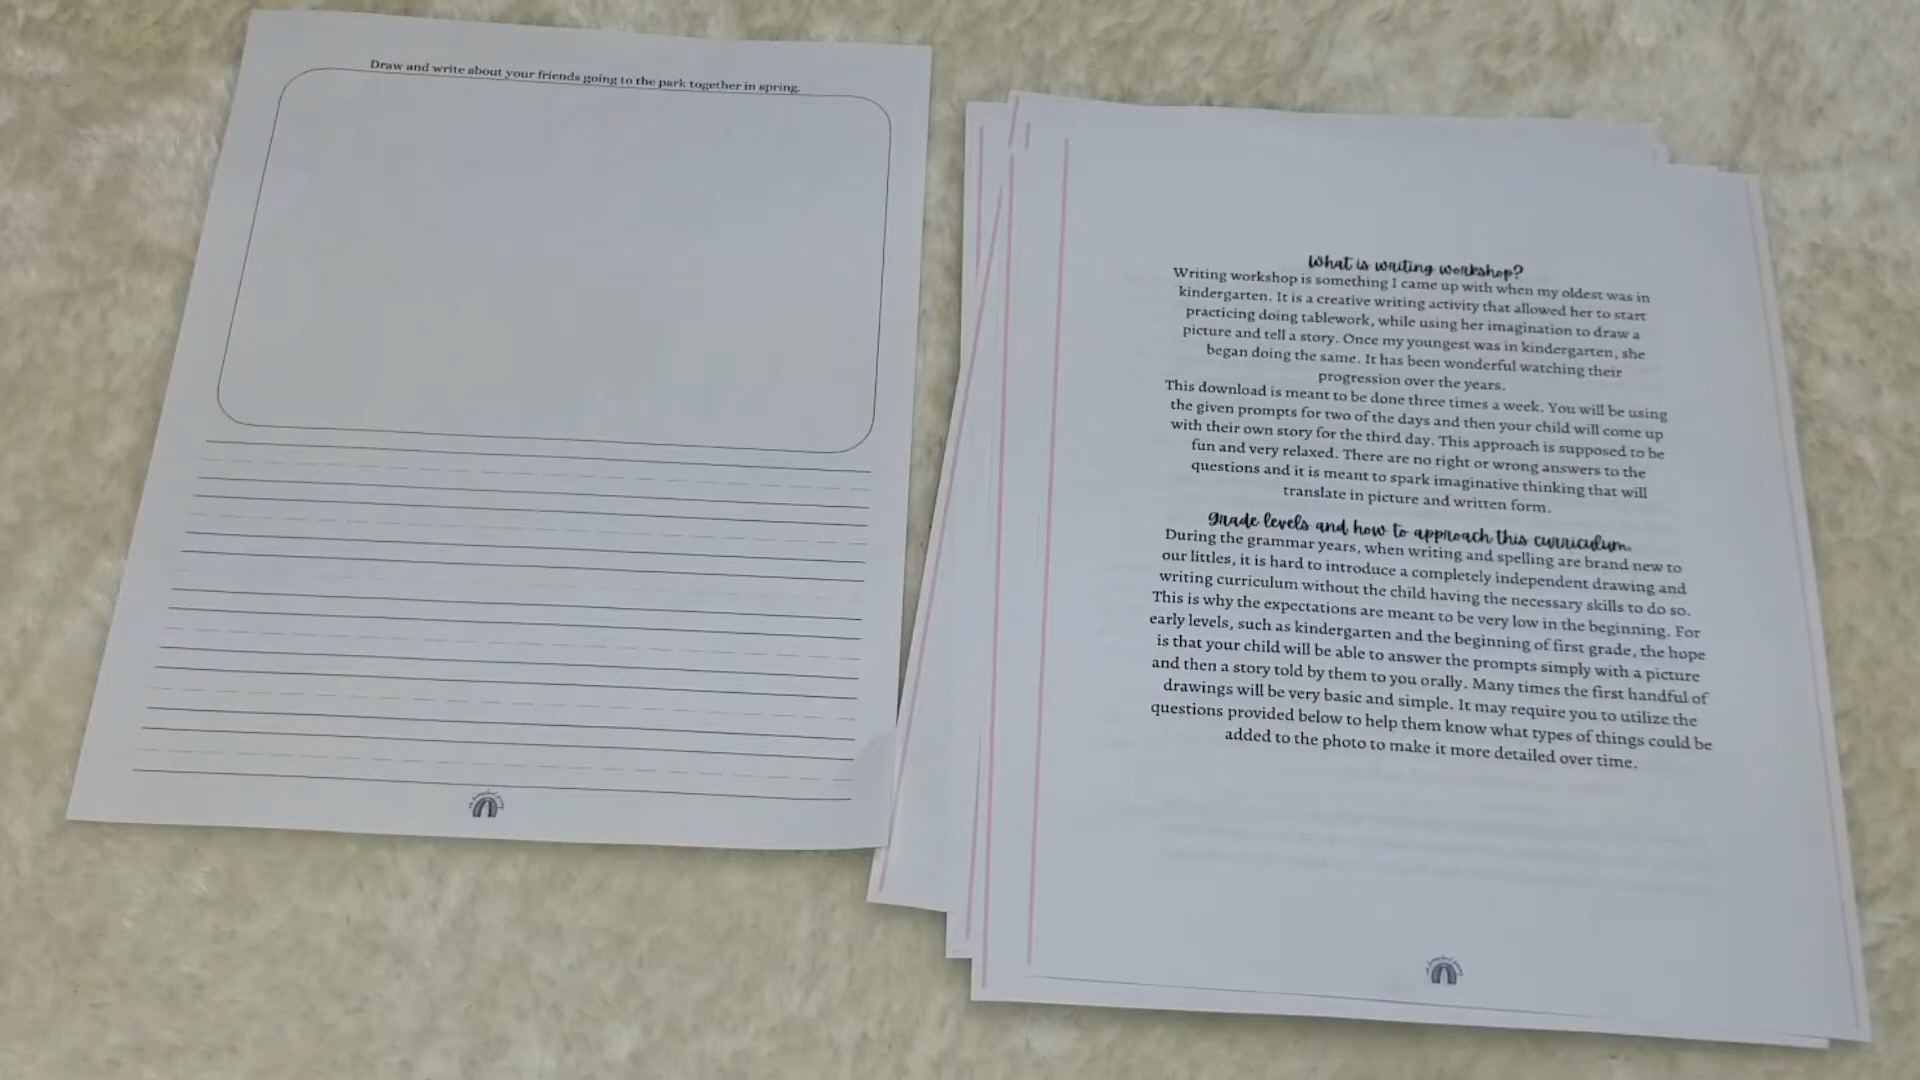 Draw and write about your friends going to the park together in spring.
What is writing workshop?
Writing workshop is something I came up with when my oldest was in
kindergarten. It is a creative writing activity that allowed her to start
practicing doing tablework, while using her imagination to draw a
picture and tell a story. Once my youngest was in kindergarten, she
began doing the same. It has been wonderful watching their
progression over the years.
This download is meant to be done three times a week. You will be using
the given prompts for two of the days and then your child will come up
with their own story for the third day. This approach is supposed to be
fun and very relaxed. There are no right or wrong answers to the
questions and it is meant to spark imaginative thinking that will
translate in picture and written form.
grade levels and how to approach this curriculum.
During the grammar years, when writing and spelling are brand new to
our littles, it is hard to introduce a completely independent drawing and
writing curriculum without the child having the necessary skills to do so.
This is why the expectations are meant to be very low in the beginning. For
early levels, such as kindergarten and the beginning of first grade, the hope
is that your child will be able to answer the prompts simply with a picture
and then a story told by them to you orally. Many times the first handful of
drawings will be very basic and simple. It may require you to utilize the
questions provided below to help them know what types of things could be
added to the photo to make it more detailed over time.